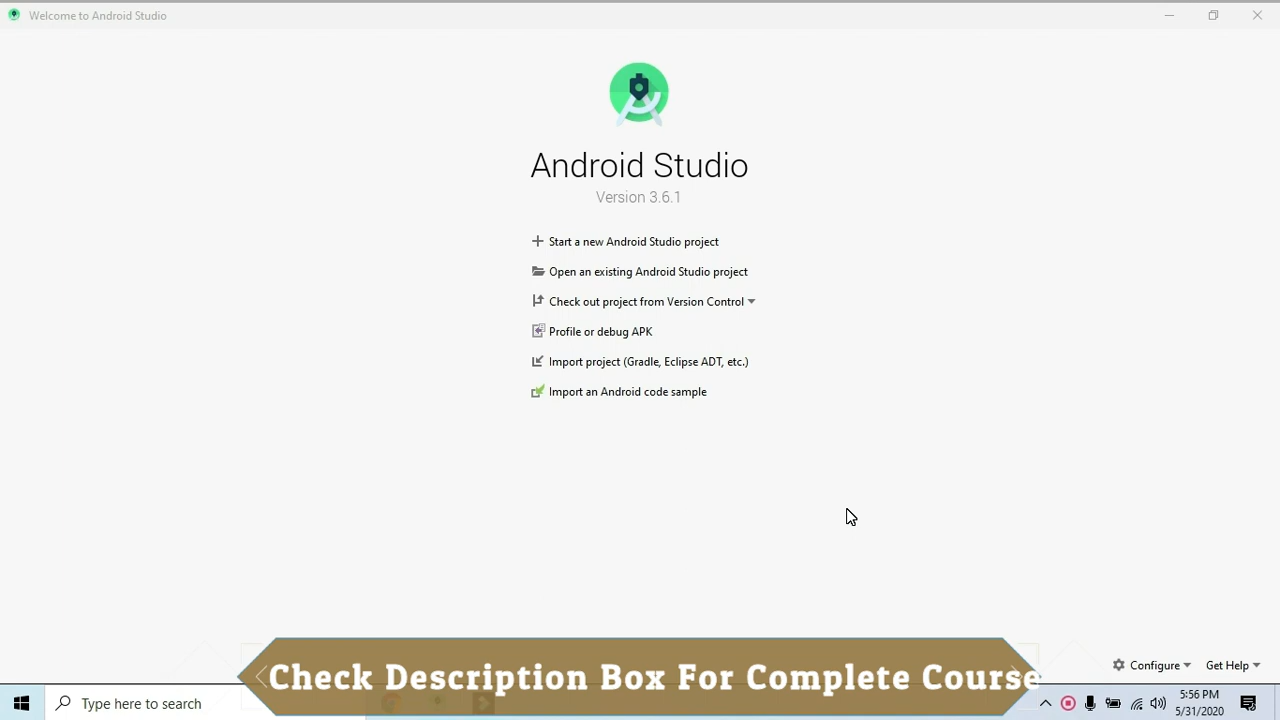 Welcome to Android Studio
Android Studio
Version 3.6.1
Start a new Android Studio project
Open an existing Android Studio project
Check out project from Version Control
Profile or debug APK
Import project (Gradle, Eclipse ADT, etc.)
Import an Android code sample
Configure
Get Help
Check Description Box For Complete Course
Type here to search
5:56 PM
5/31/2020